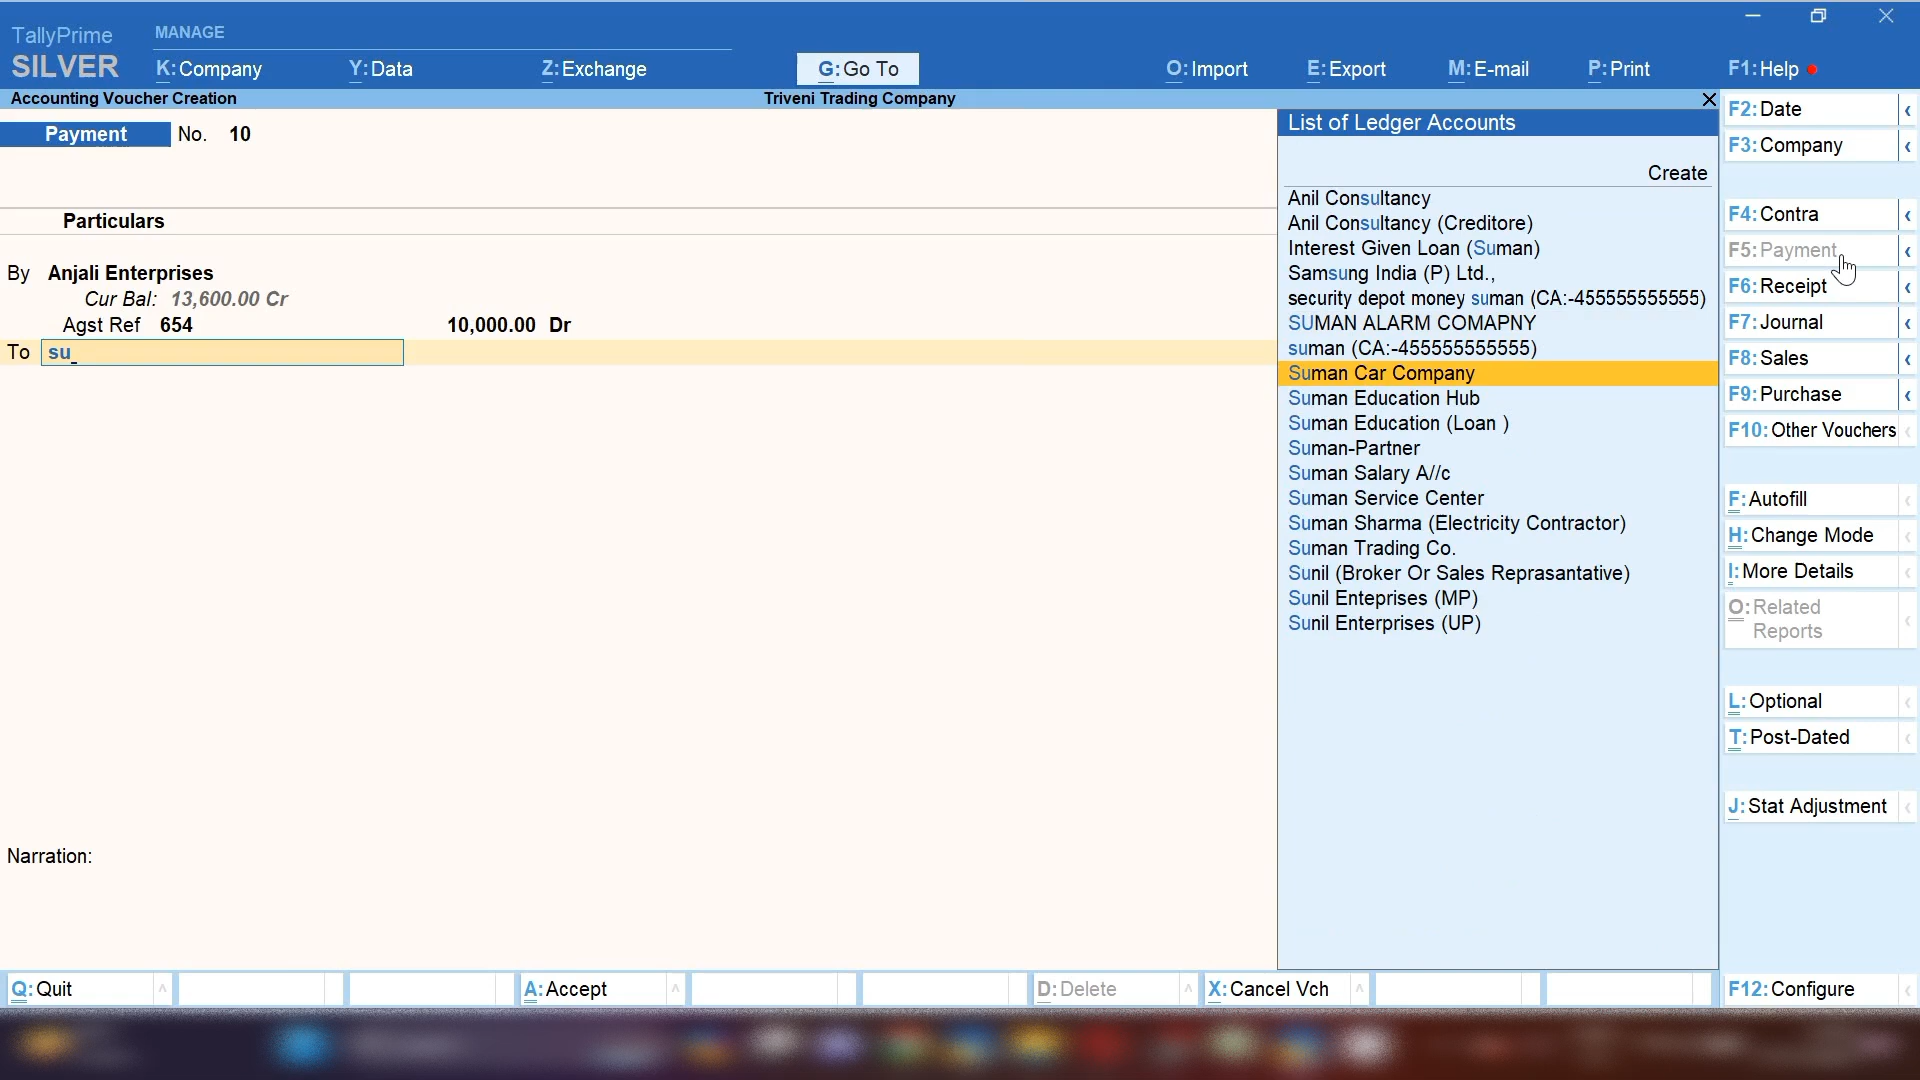 TallyPrime
SILVER
MANAGE
K:Company
Y:Data
Z:Exchange
G:Go To
O:Import
E:Export
M:E-mail
P:Print
F1:Help
Accounting Voucher Creation
Triveni Trading Company
Payment No. 10
Particulars
By Anjali Enterprises
Cur Bal: 13,600.00 Cr
Agst Ref 654 10,000.00 Dr
To su
Narration:
List of Ledger Accounts
Create
Anil Consultancy
Anil Consultancy (Creditore)
Interest Given Loan (Suman)
Samsung India (P) Ltd.,
security depot money suman (CA:-455555555555)
SUMAN ALARM COMAPNY
suman (CA:-455555555555)
Suman Car Company
Suman Education Hub
Suman Education (Loan )
Suman-Partner
Suman Salary A//c
Suman Service Center
Suman Sharma (Electricity Contractor)
Suman Trading Co.
Sunil (Broker Or Sales Reprasantative)
Sunil Enteprises (MP)
Sunil Enterprises (UP)
F2:Date
F3:Company
F4:Contra
F5:Payment
F6:Receipt
F7:Journal
F8:Sales
F9:Purchase
F10:Other Vouchers
F:Autofill
H:Change Mode
I:More Details
O:Related
Reports
L:Optional
T:Post-Dated
J:Stat Adjustment
Q:Quit
A:Accept
D:Delete
X:Cancel Vch
F12:Configure